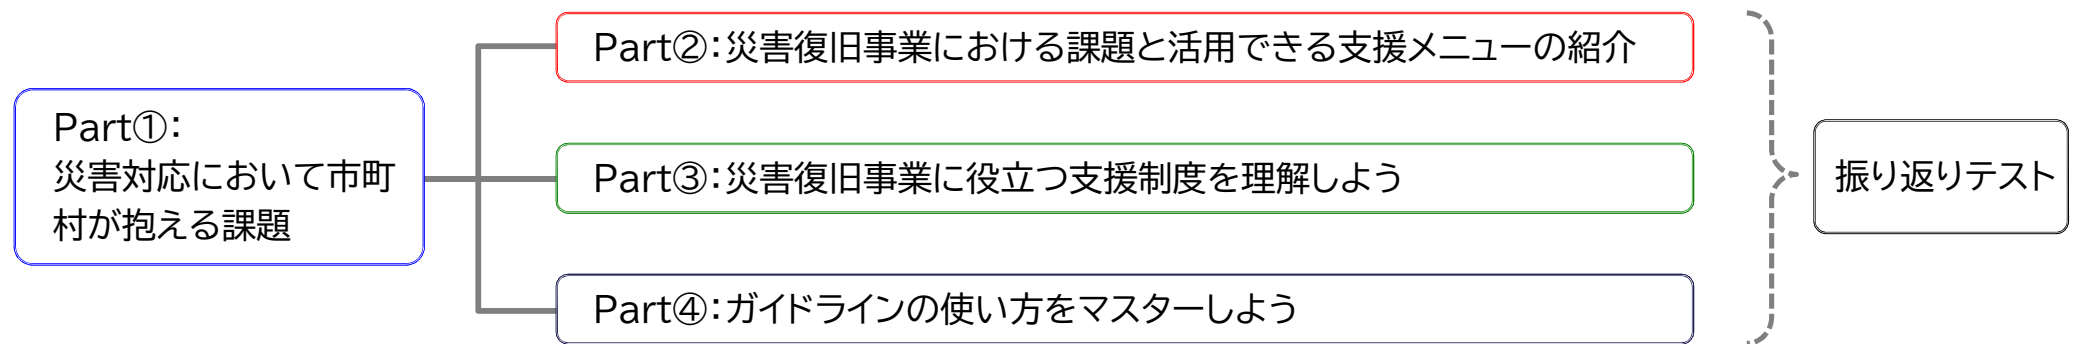 Part①：
災害対応において市町
村が抱える課題
Part②：災害復旧事業における課題と活用できる支援メニューの紹介
Part③：災害復旧事業に役立つ支援制度を理解しよう
Part④：ガイドラインの使い方をマスターしよう
振り返りテスト